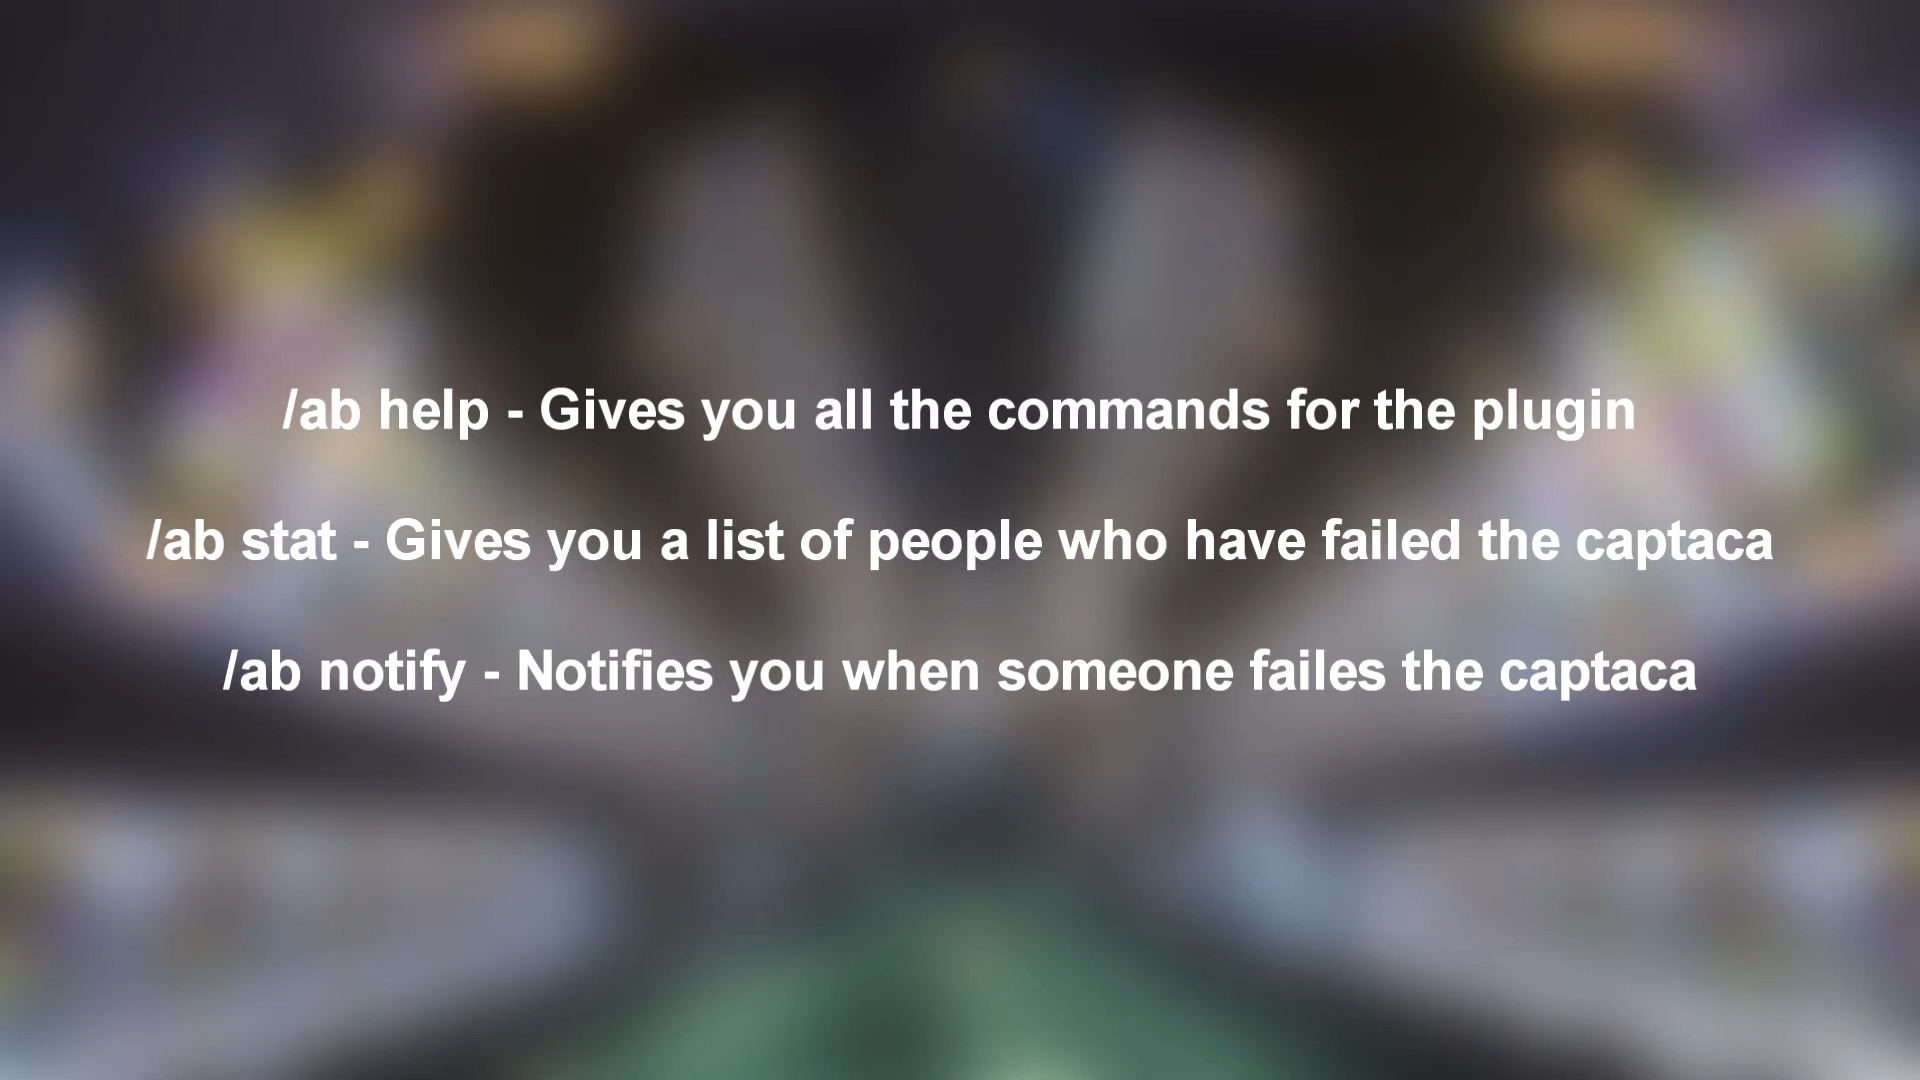 /ab help - Gives you all the commands for the plugin
/ab stat - Gives you a list of people who have failed the captaca
/ab notify - Notifies you when someone failes the captaca